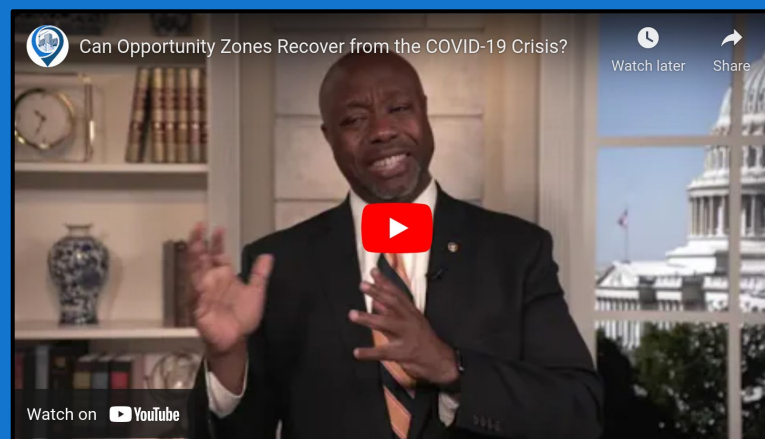 Can Opportunity Zones Recover from the COVID-19 Crisis?
Watch later
Share
Watch on YouTube